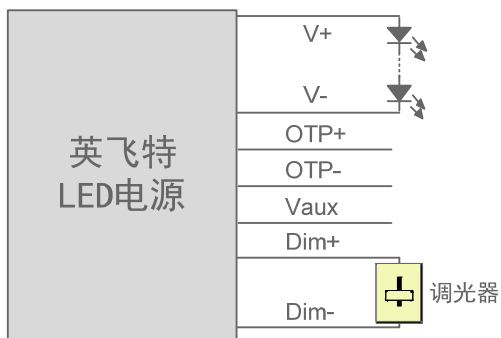 V+
V-
英飞特
LED电源
OTP+
OTP-
Vaux
Dim+
调光器
Dim-